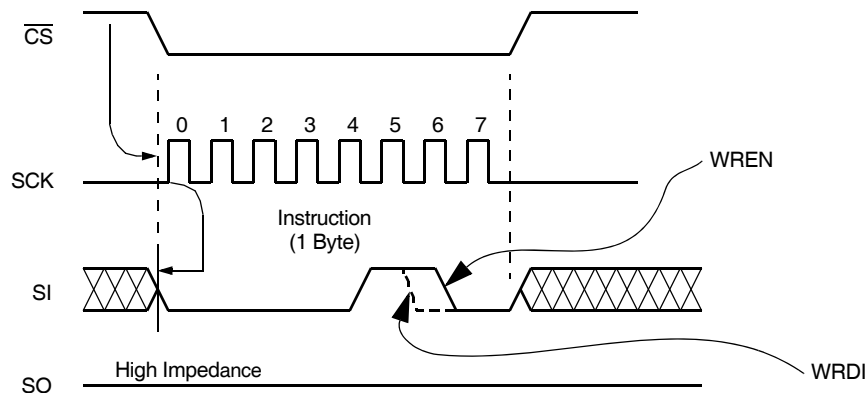 CS
0 1 2 3 4 5 6 7
WREN
SCK
Instruction
(1 Byte)
SI
High Impedance
WRDI
SO